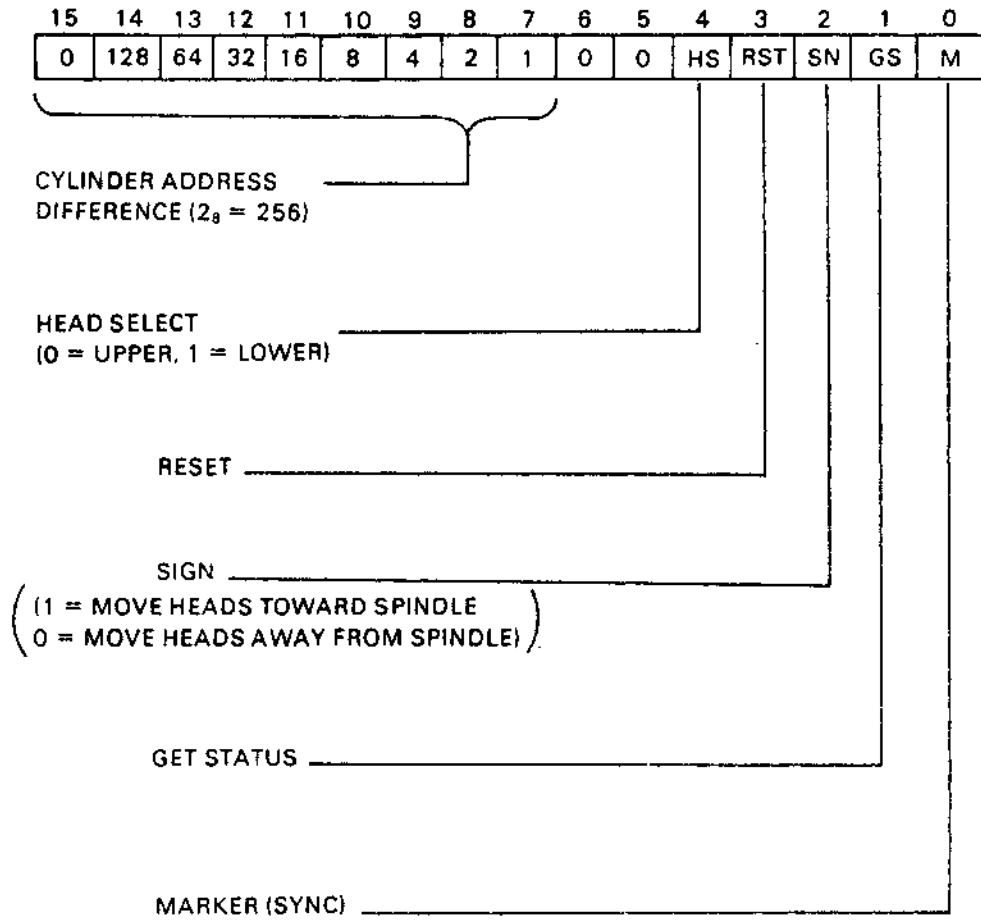 15 14 13 12 11 10 9 8 7 6 5 4 3 2 1 0
0 128 64 32 16 8 4 2 1 0 0 HS RST SN GS M
CYLINDER ADDRESS
DIFFERENCE (2₈ = 256)
HEAD SELECT
(0 = UPPER, 1 = LOWER)
RESET
SIGN
(1 = MOVE HEADS TOWARD SPINDLE
0 = MOVE HEADS AWAY FROM SPINDLE)
GET STATUS
MARKER (SYNC)